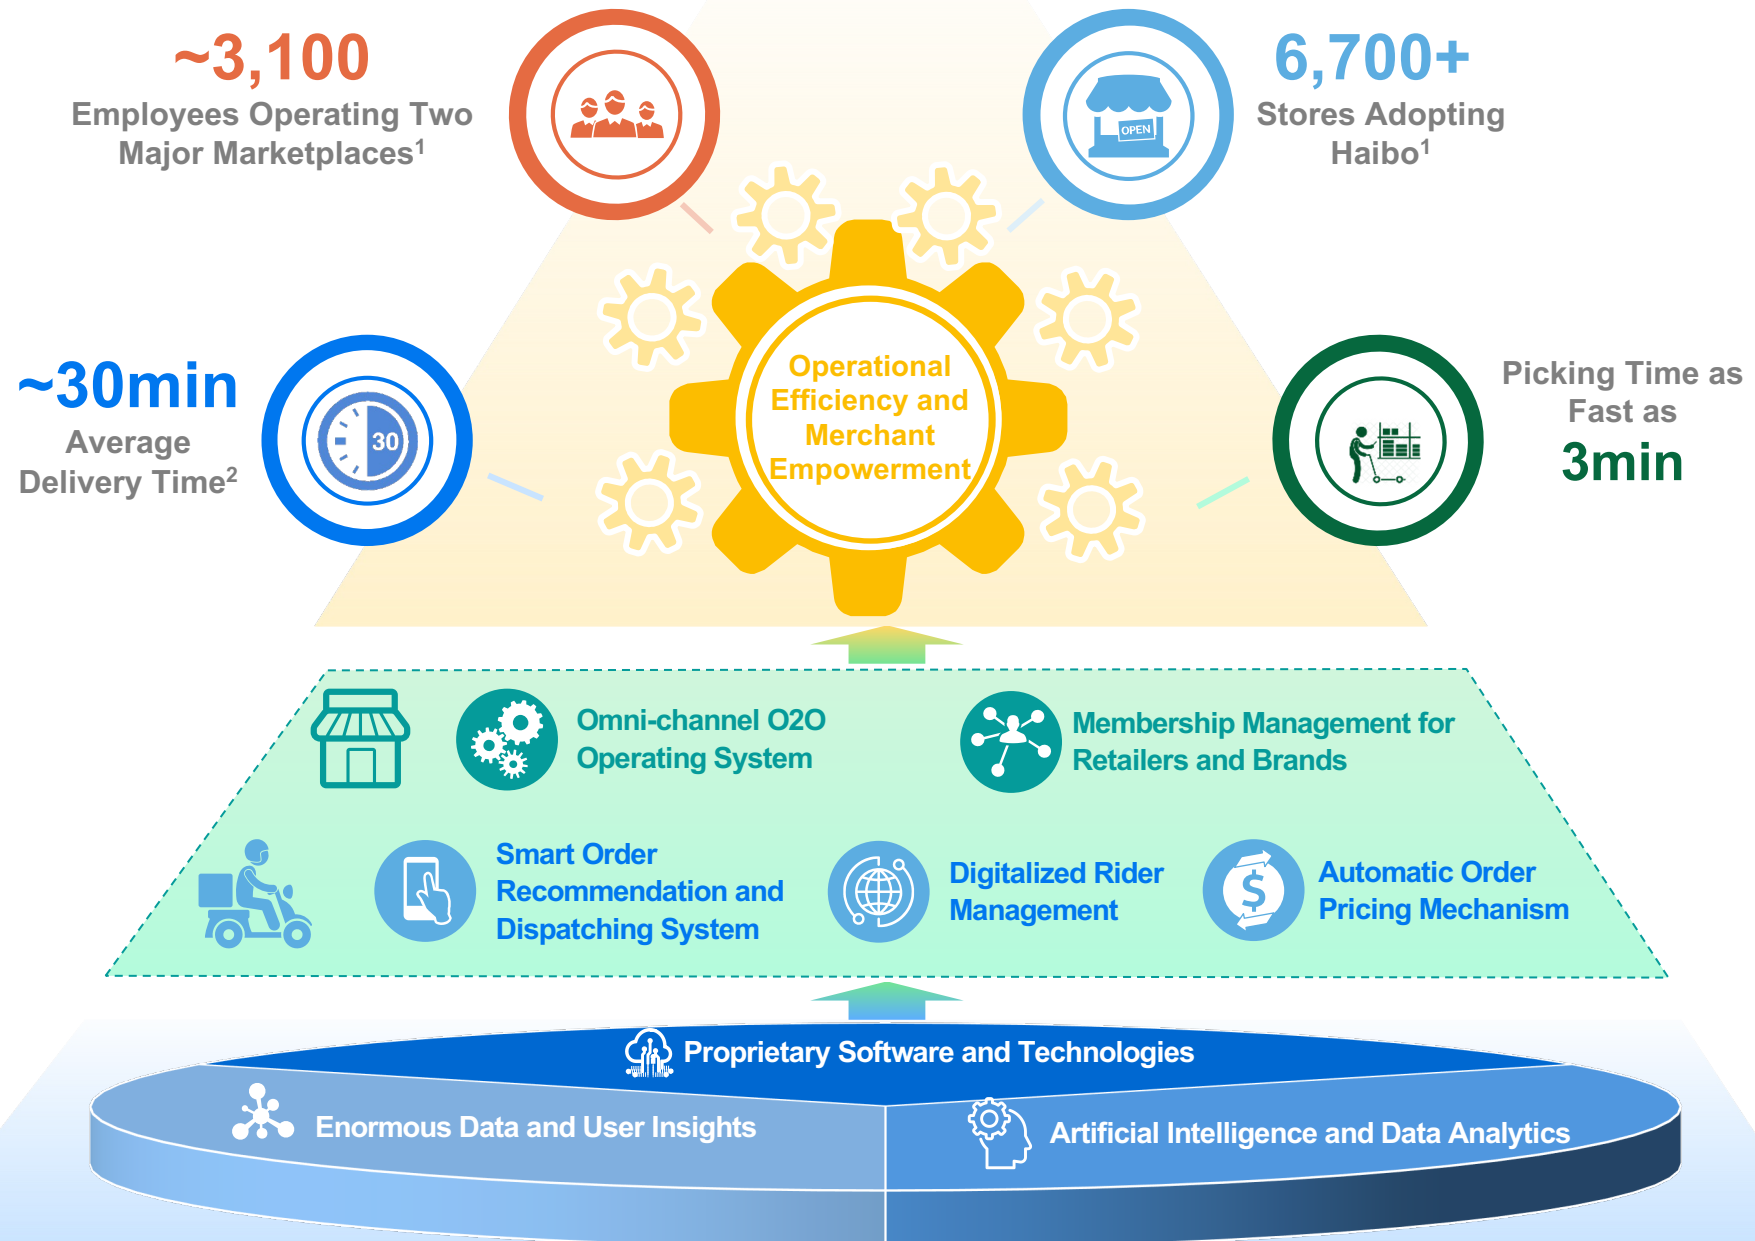 ~3,100
Employees Operating Two
Major Marketplaces1
6,700+
Stores Adopting
Haibo1
OPEN
~30min
Average
Delivery Time2
30
Operational
Efficiency and
Merchant
Empowerment
Picking Time as
Fast as
3min
Omni-channel O2O
Operating System
Membership Management for
Retailers and Brands
Smart Order
Recommendation and
Dispatching System
Digitalized Rider
Management
$
Automatic Order
Pricing Mechanism
Proprietary Software and Technologies
Enormous Data and User Insights
Artificial Intelligence and Data Analytics